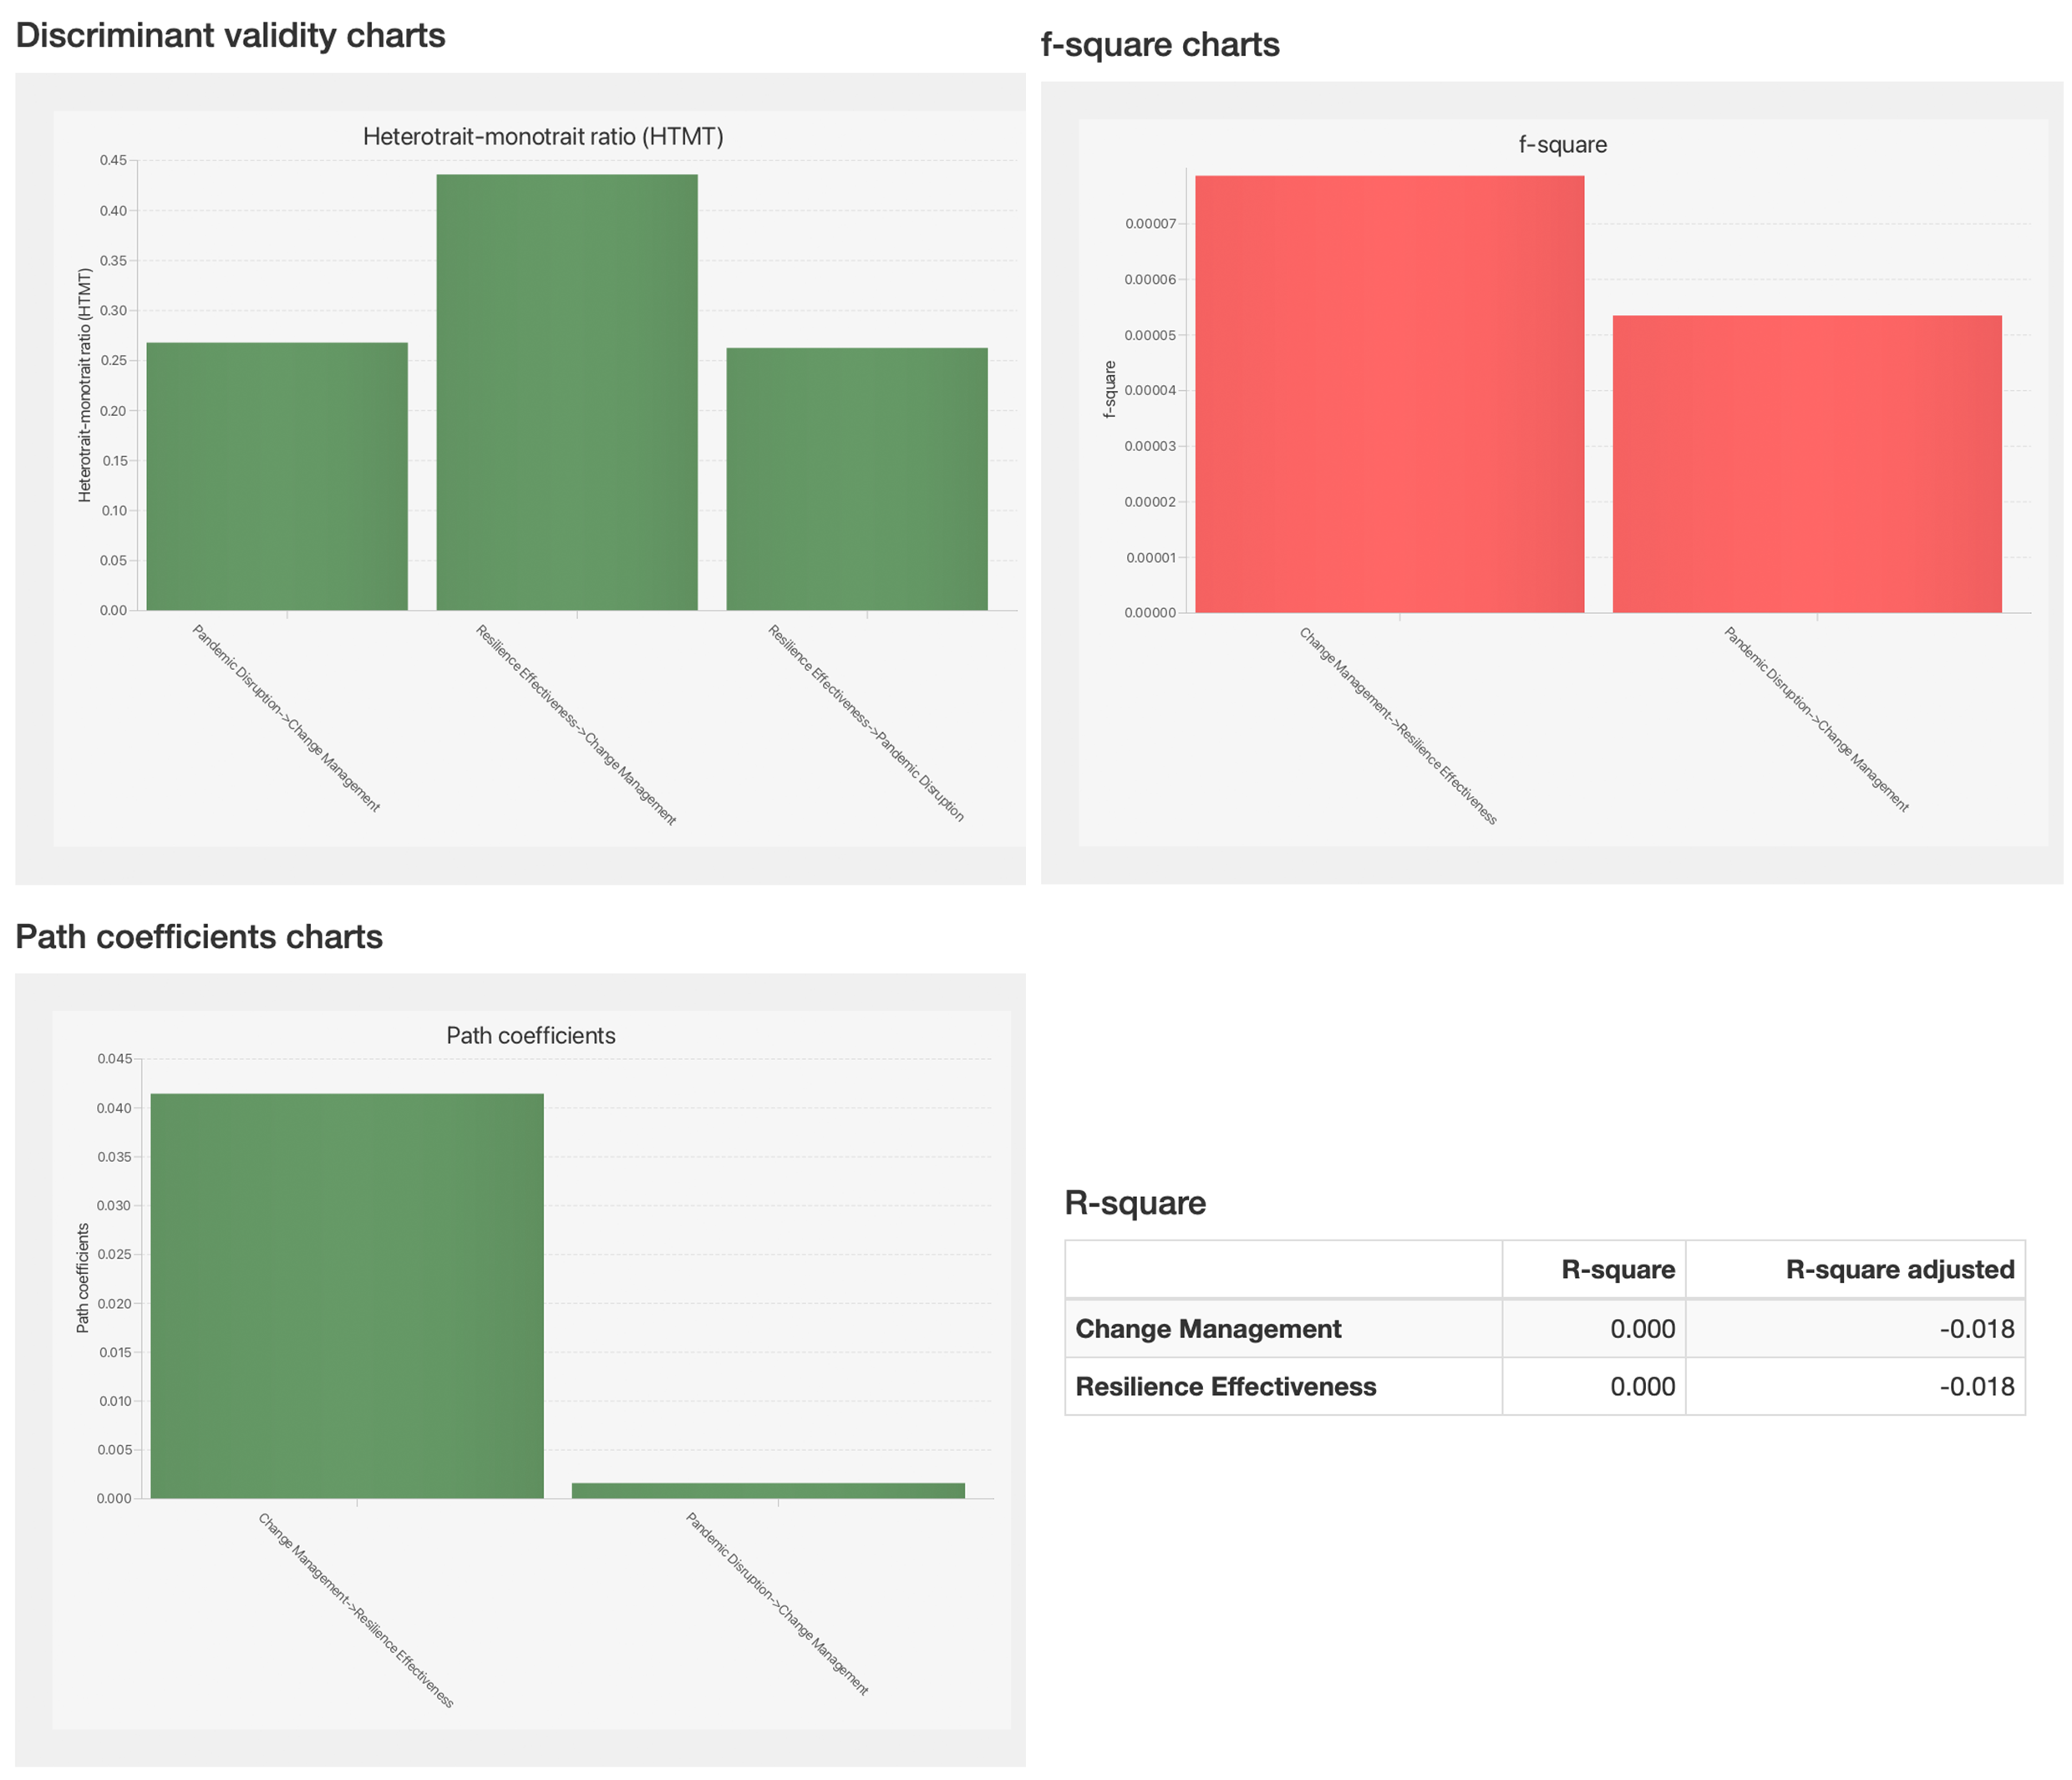 Discriminant validity charts
Heterotrait-monotrait ratio (HTMT)
Heterotrait-monotrait ratio (HTMT)
0.45
0.40
0.35
0.30
0.25
0.20
0.15
0.10
0.05
0.00
Pandemic Disruption->Change Management
Resilience Effectiveness->Change Management
Resilience Effectiveness->Pandemic Disruption
f-square charts
f-square
f-square
0.00007
0.00006
0.00005
0.00004
0.00003
0.00002
0.00001
0.00000
Change Management->Resilience Effectiveness
Pandemic Disruption->Change Management
Path coefficients charts
Path coefficients
Path coefficients
0.045
0.040
0.035
0.030
0.025
0.020
0.015
0.010
0.005
0.000
Change Management->Resilience Effectiveness
Pandemic Disruption->Change Management
R-square
R-square R-square adjusted
Change Management 0.000 -0.018
Resilience Effectiveness 0.000 -0.018